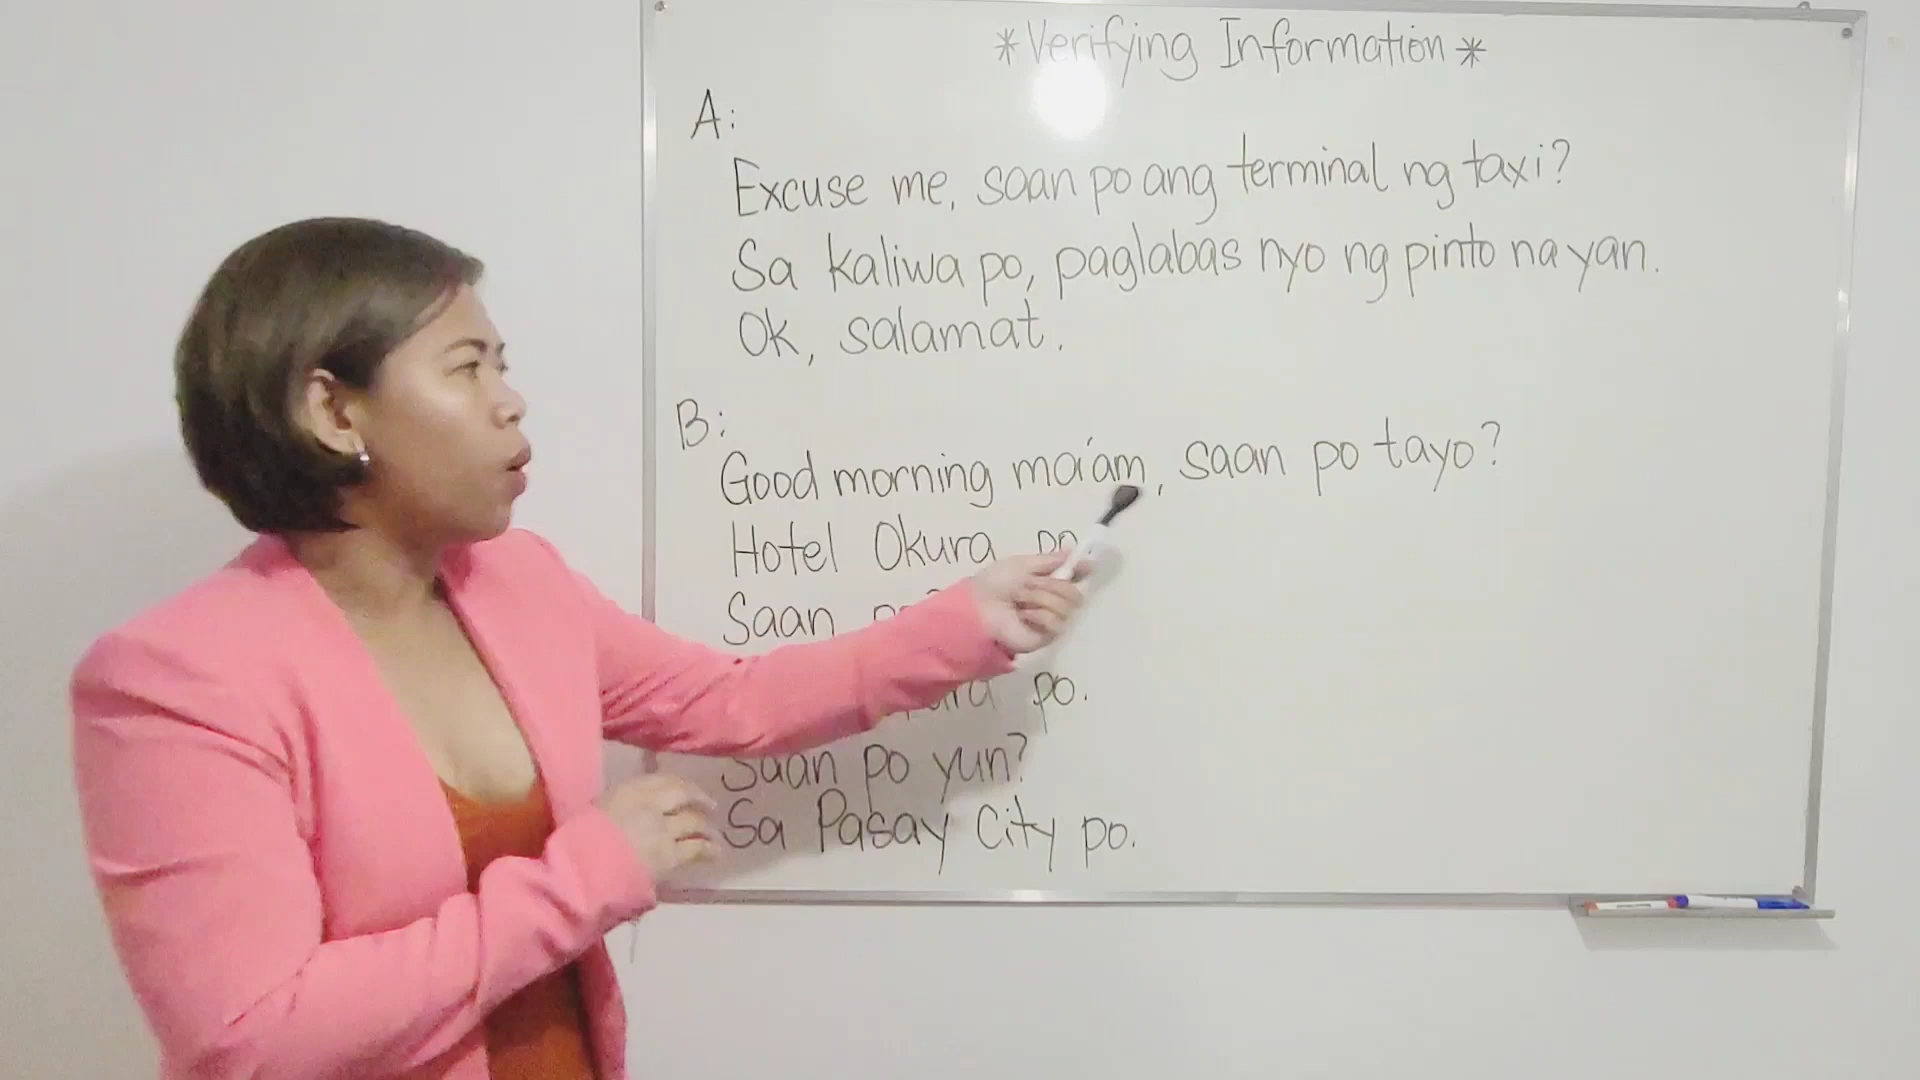 *Verifying Information*
A:
Excuse me, saan po ang terminal ng taxi?
Sa kaliwa po, paglabas nyo ng pinto na yan.
Ok, salamat.
B:
Good morning ma'am, saan po tayo?
Hotel Okura po.
Saan
po.
Saan po yun?
Sa Pasay City po.